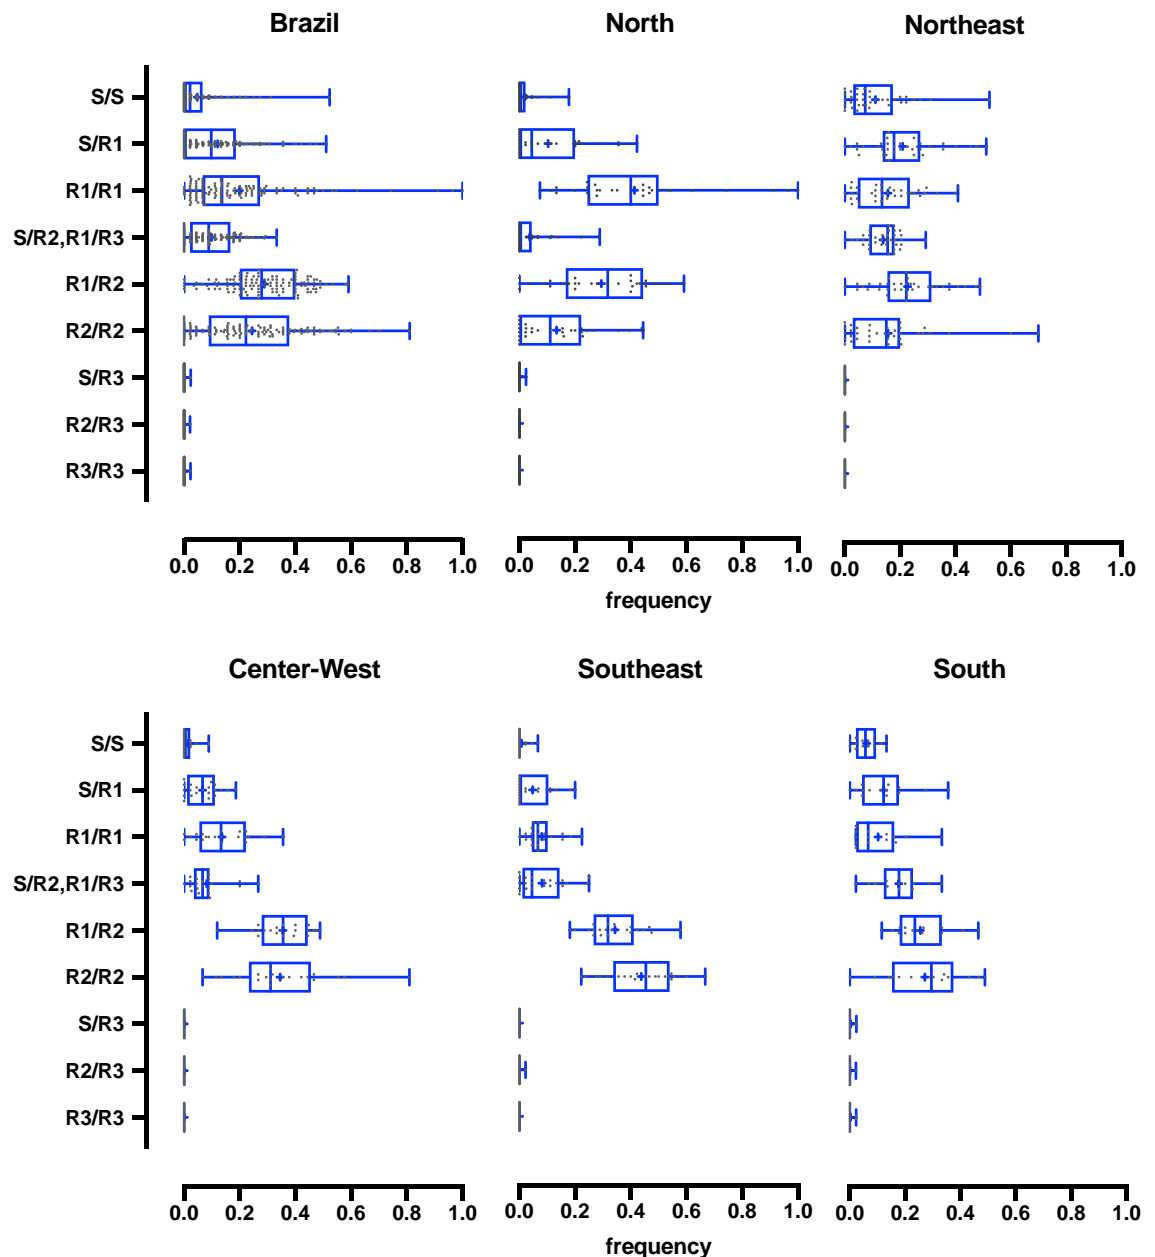 Brazil North Northeast
S/S
S/R1
R1/R1
S/R2,R1/R3
R1/R2
R2/R2
S/R3
R2/R3
R3/R3
0.0 0.2 0.4 0.6 0.8 1.0 0.0 0.2 0.4 0.6 0.8 1.0 0.0 0.2 0.4 0.6 0.8 1.0
frequency
Center-West Southeast South
S/S
S/R1
R1/R1
S/R2,R1/R3
R1/R2
R2/R2
S/R3
R2/R3
R3/R3
0.0 0.2 0.4 0.6 0.8 1.0 0.0 0.2 0.4 0.6 0.8 1.0 0.0 0.2 0.4 0.6 0.8 1.0
frequency